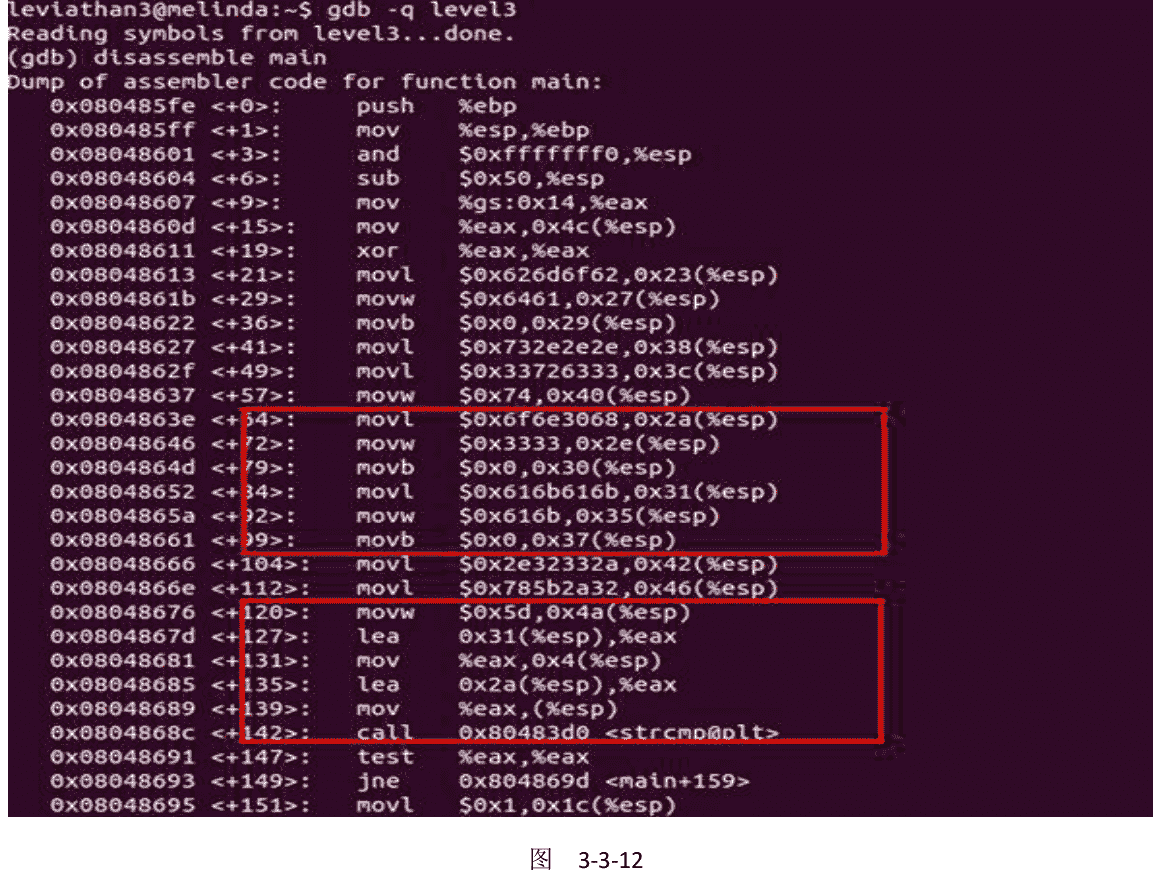 leviathan3@melinda:~$ gdb -q level3
Reading symbols from level3...done.
(gdb) disassemble main
Dump of assembler code for function main:
0x080485fe <+0>: push %ebp
0x080485ff <+1>: mov %esp,%ebp
0x08048601 <+3>: and $0xfffffff0,%esp
0x08048604 <+6>: sub $0x50,%esp
0x08048607 <+9>: mov %gs:0x14,%eax
0x0804860d <+15>: mov %eax,0x4c(%esp)
0x08048611 <+19>: xor %eax,%eax
0x08048613 <+21>: movl $0x626d6f62,0x23(%esp)
0x0804861b <+29>: movw $0x6461,0x27(%esp)
0x08048622 <+36>: movb $0x0,0x29(%esp)
0x08048627 <+41>: movl $0x732e2e2e,0x38(%esp)
0x0804862f <+49>: movl $0x33726333,0x3c(%esp)
0x08048637 <+57>: movw $0x74,0x40(%esp)
0x0804863e <+64>: movl $0x6f6e3068,0x2a(%esp)
0x08048646 <+72>: movw $0x3333,0x2e(%esp)
0x0804864d <+79>: movb $0x0,0x30(%esp)
0x08048652 <+84>: movl $0x616b616b,0x31(%esp)
0x0804865a <+92>: movw $0x616b,0x35(%esp)
0x08048661 <+99>: movb $0x0,0x37(%esp)
0x08048666 <+104>: movl $0x2e32332a,0x42(%esp)
0x0804866e <+112>: movl $0x785b2a32,0x46(%esp)
0x08048676 <+120>: movw $0x5d,0x4a(%esp)
0x0804867d <+127>: lea 0x31(%esp),%eax
0x08048681 <+131>: mov %eax,0x4(%esp)
0x08048685 <+135>: lea 0x2a(%esp),%eax
0x08048689 <+139>: mov %eax,(%esp)
0x0804868c <+142>: call 0x80483d0 <strcmp@plt>
0x08048691 <+147>: test %eax,%eax
0x08048693 <+149>: jne 0x804869d <main+159>
0x08048695 <+151>: movl $0x1,0x1c(%esp)
图 3-3-12